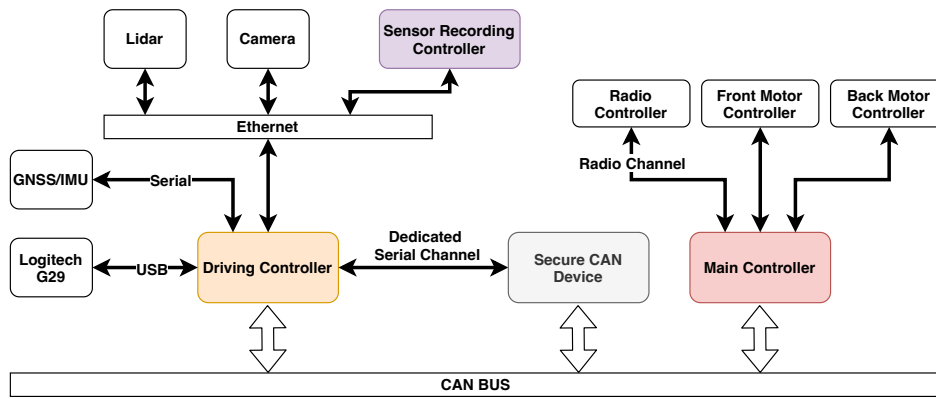 Lidar
Camera
Sensor Recording
Controller
Ethernet
Radio
Controller
Front Motor
Controller
Back Motor
Controller
Radio Channel
GNSS/IMU
Serial
Logitech
G29
USB
Driving Controller
Dedicated
Serial Channel
Secure CAN
Device
Main Controller
CAN BUS